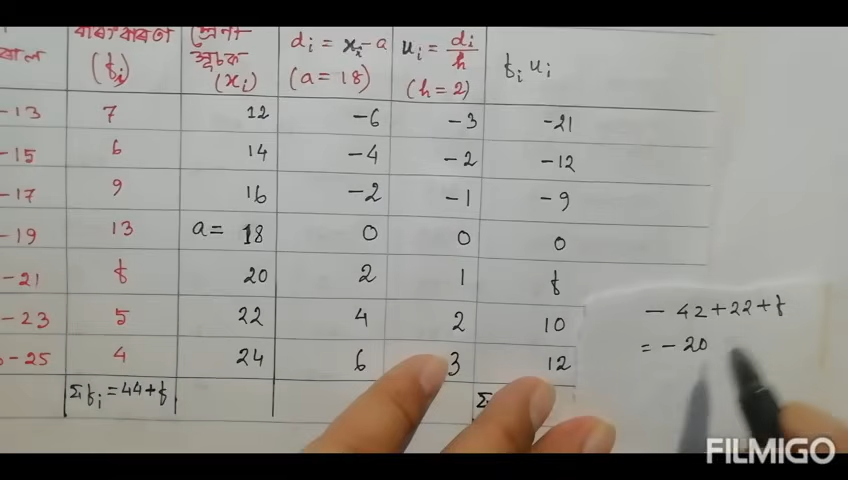 বাৰংবাৰতা শ্ৰেণী dᵢ = xᵢ-a uᵢ = dᵢ/h fᵢ uᵢ
(fᵢ) সূচক (xᵢ) (a = 18) (h = 2)
-13 7 12 -6 -3 -21
-15 6 14 -4 -2 -12
-17 9 16 -2 -1 -9
-19 13 a = 18 0 0 0
-21 f 20 2 1 f
-23 5 22 4 2 10
-25 4 24 6 3 12
Σfᵢ = 44+f Σ
- 42+22+f
= - 20
FILMIGO